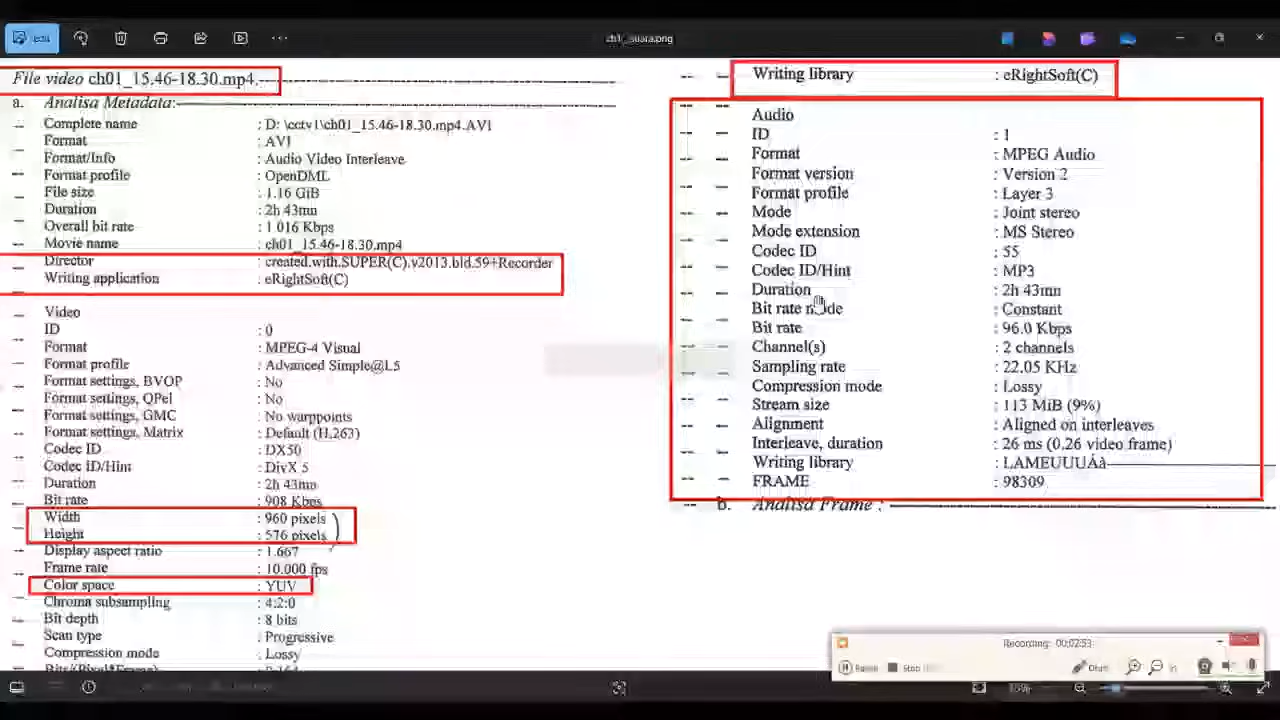 edit
File video ch01_15.46-18.30.mp4.
a. Analisa Metadata:
Complete name : D:\cctv1\ch01_15.46-18.30.mp4.AVI
Format : AVI
Format/Info : Audio Video Interleave
Format profile : OpenDML
File size : 1.16 GiB
Duration : 2h 43mn
Overall bit rate : 1 016 Kbps
Movie name : ch01_15.46-18.30.mp4
Director : created.with.SUPER(C).v2013.bld.59+Recorder
Writing application : eRightSoft(C)
Video
ID : 0
Format : MPEG-4 Visual
Format profile : Advanced Simple@L5
Format settings, BVOP : No
Format settings, QPel : No
Format settings, GMC : No warppoints
Format settings, Matrix : Default (H.263)
Codec ID : DX50
Codec ID/Hint : DivX 5
Duration : 2h 43mn
Bit rate : 908 Kbps
Width : 960 pixels
Height : 576 pixels
Display aspect ratio : 1.667
Frame rate : 10.000 fps
Color space : YUV
Chroma subsampling : 4:2:0
Bit depth : 8 bits
Scan type : Progressive
Compression mode : Lossy
Writing library : eRightSoft(C)
Audio
ID : 1
Format : MPEG Audio
Format version : Version 2
Format profile : Layer 3
Mode : Joint stereo
Mode extension : MS Stereo
Codec ID : 55
Codec ID/Hint : MP3
Duration : 2h 43mn
Bit rate mode : Constant
Bit rate : 96.0 Kbps
Channel(s) : 2 channels
Sampling rate : 22.05 KHz
Compression mode : Lossy
Stream size : 113 MiB (9%)
Alignment : Aligned on interleaves
Interleave, duration : 26 ms (0.26 video frame)
Writing library : LAMEUUUÁà
FRAME : 98309
b. Analisa Frame :
Recording: 00:02:53
Pause Stop